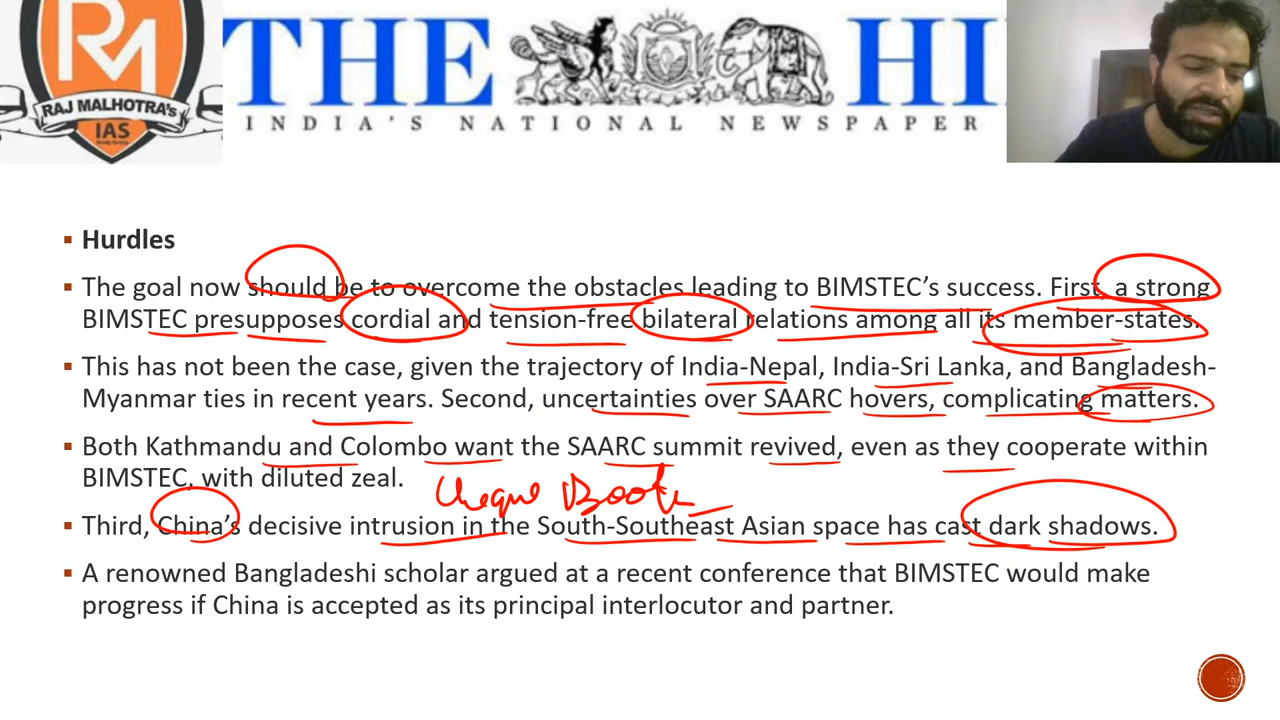 RM
RAJ MALHOTRA's
IAS
Study Group
THE HI
INDIA'S NATIONAL NEWSPAPER
▪ Hurdles
▪ The goal now should be to overcome the obstacles leading to BIMSTEC's success. First, a strong
BIMSTEC presupposes cordial and tension-free bilateral relations among all its member-states.
▪ This has not been the case, given the trajectory of India-Nepal, India-Sri Lanka, and Bangladesh-
Myanmar ties in recent years. Second, uncertainties over SAARC hovers, complicating matters.
▪ Both Kathmandu and Colombo want the SAARC summit revived, even as they cooperate within
BIMSTEC, with diluted zeal.
Cheque Book
▪ Third, China's decisive intrusion in the South-Southeast Asian space has cast dark shadows.
▪ A renowned Bangladeshi scholar argued at a recent conference that BIMSTEC would make
progress if China is accepted as its principal interlocutor and partner.